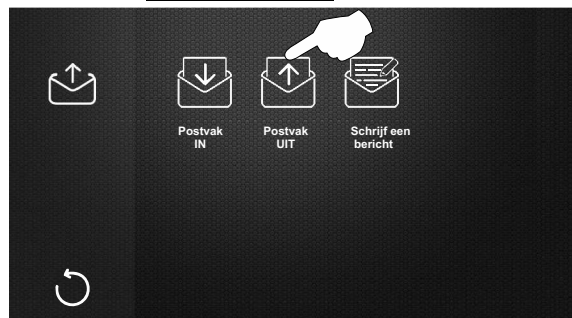 Postvak
IN
Postvak
UIT
Schrijf een
bericht